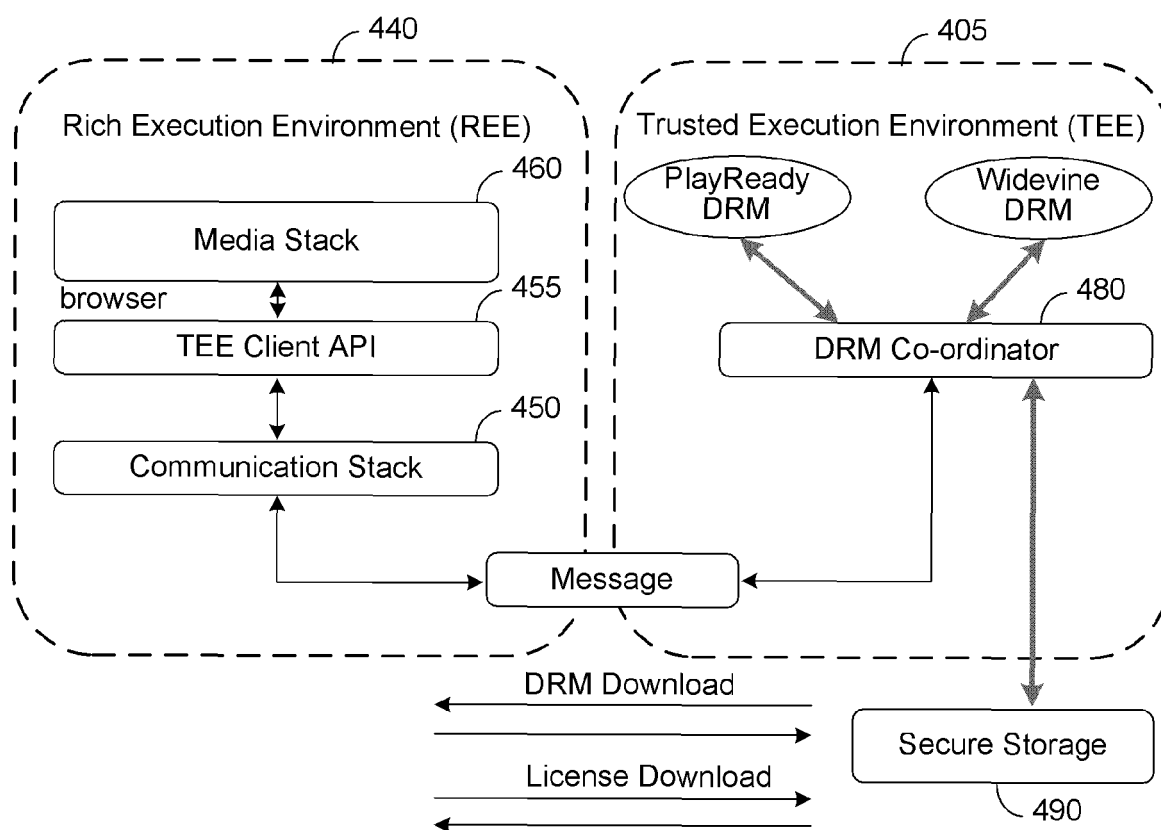 440
405
Rich Execution Environment (REE)
Trusted Execution Environment (TEE)
460
Media Stack
browser
455
TEE Client API
450
Communication Stack
PlayReady
DRM
Widevine
DRM
480
DRM Co-ordinator
Message
DRM Download
License Download
Secure Storage
490